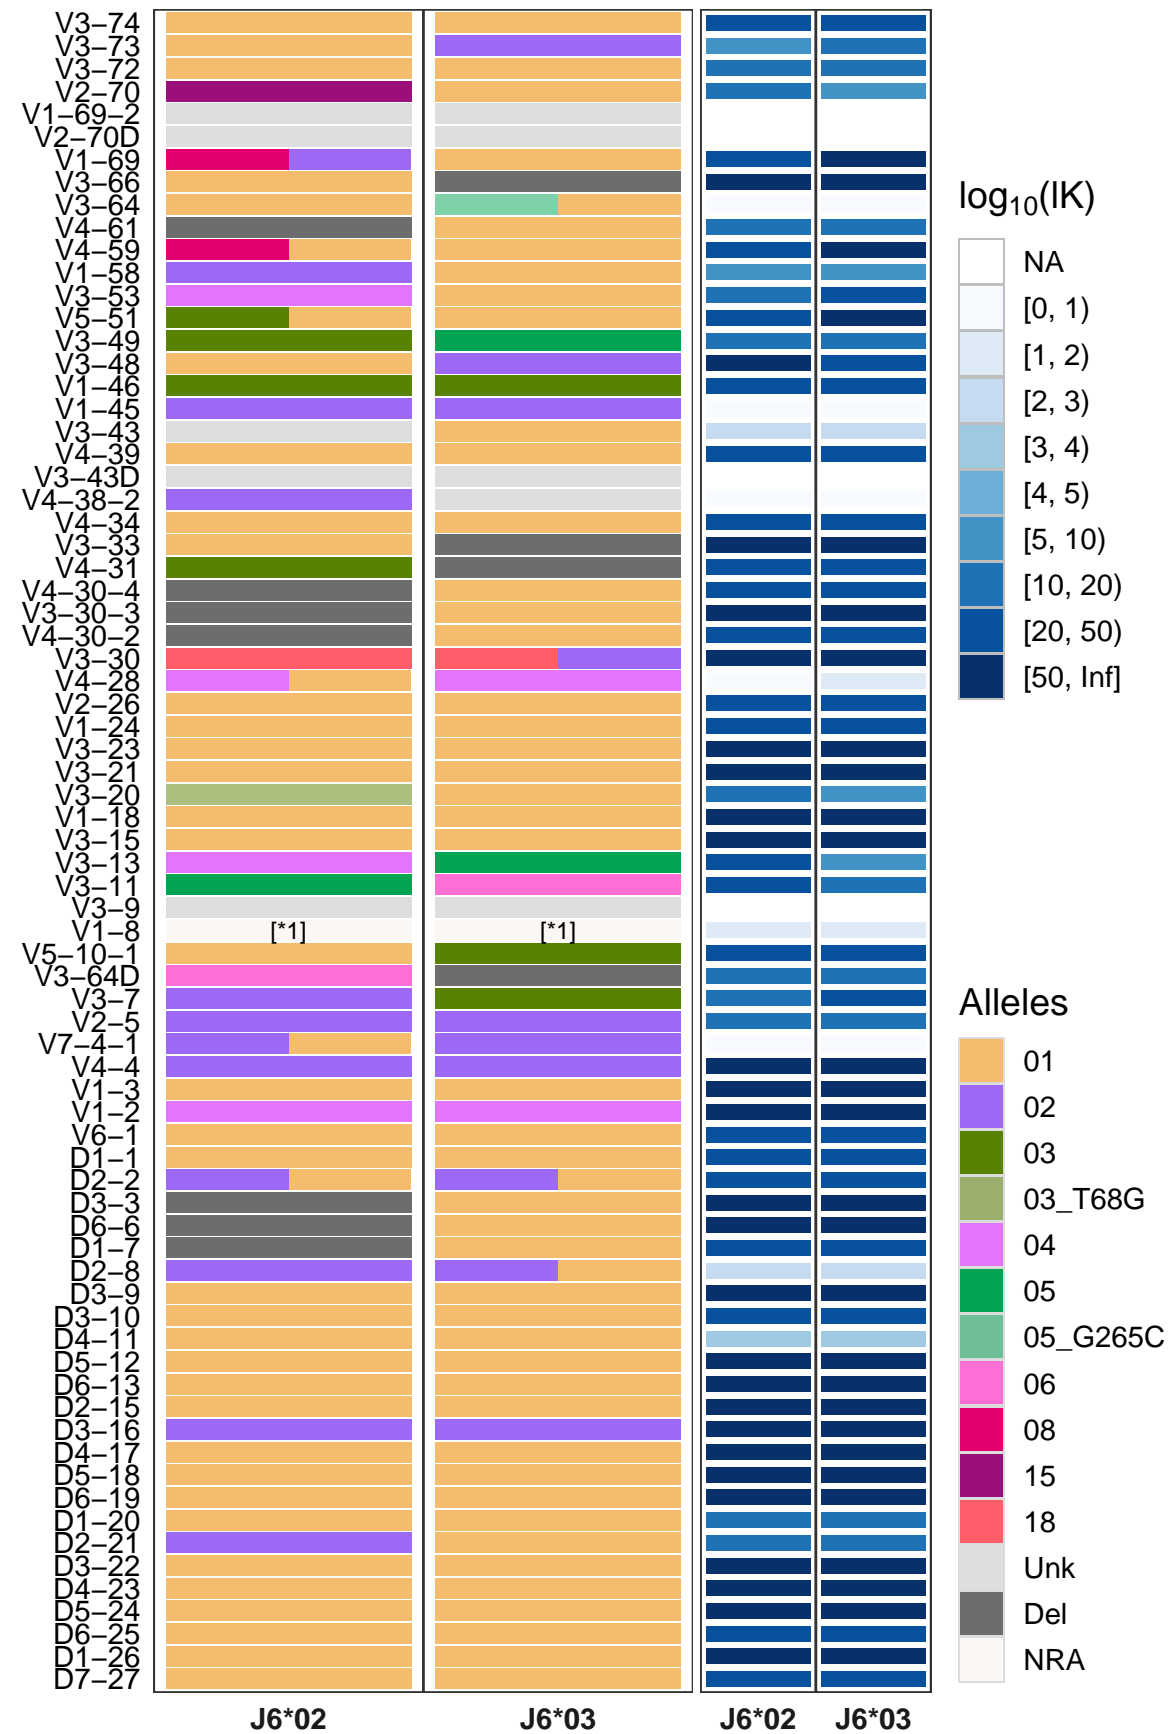 V3−74
V3−73
V3−72
V2−70
V1−69−2
V2−70D
V1−69
V3−66
V3−64
V4−61
V4−59
V1−58
V3−53
V5−51
V3−49
V3−48
V1−46
V1−45
V3−43
V4−39
V3−43D
V4−38−2
V4−34
V3−33
V4−31
V4−30−4
V3−30−3
V4−30−2
V3−30
V4−28
V2−26
V1−24
V3−23
V3−21
V3−20
V1−18
V3−15
V3−13
V3−11
V3−9
V1−8 [*1] [*1]
V5−10−1
V3−64D
V3−7
V2−5
V7−4−1
V4−4
V1−3
V1−2
V6−1
D1−1
D2−2
D3−3
D6−6
D1−7
D2−8
D3−9
D3−10
D4−11
D5−12
D6−13
D2−15
D3−16
D4−17
D5−18
D6−19
D1−20
D2−21
D3−22
D4−23
D5−24
D6−25
D1−26
D7−27
J6*02 J6*03 J6*02 J6*03
log10(lK)
NA
[0, 1)
[1, 2)
[2, 3)
[3, 4)
[4, 5)
[5, 10)
[10, 20)
[20, 50)
[50, Inf]
Alleles
01
02
03
03_T68G
04
05
05_G265C
06
08
15
18
Unk
Del
NRA